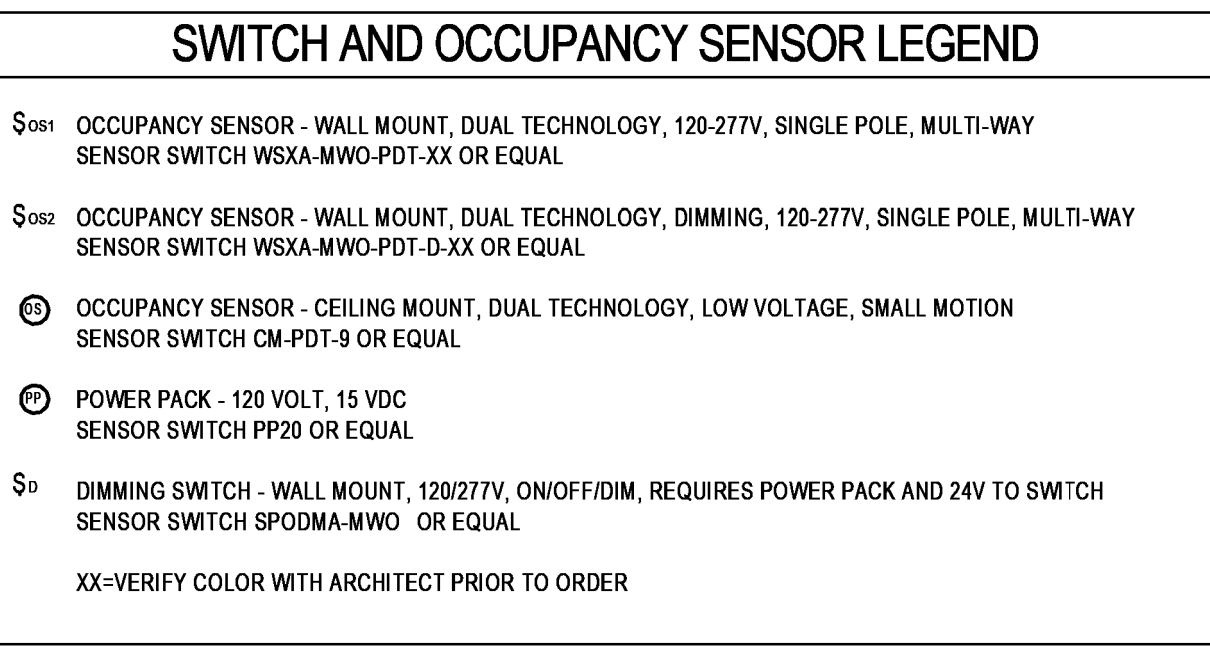 SWITCH AND OCCUPANCY SENSOR LEGEND
$OS1 OCCUPANCY SENSOR - WALL MOUNT, DUAL TECHNOLOGY, 120-277V, SINGLE POLE, MULTI-WAY
SENSOR SWITCH WSXA-MWO-PDT-XX OR EQUAL
$OS2 OCCUPANCY SENSOR - WALL MOUNT, DUAL TECHNOLOGY, DIMMING, 120-277V, SINGLE POLE, MULTI-WAY
SENSOR SWITCH WSXA-MWO-PDT-D-XX OR EQUAL
OS OCCUPANCY SENSOR - CEILING MOUNT, DUAL TECHNOLOGY, LOW VOLTAGE, SMALL MOTION
SENSOR SWITCH CM-PDT-9 OR EQUAL
PP POWER PACK - 120 VOLT, 15 VDC
SENSOR SWITCH PP20 OR EQUAL
$D DIMMING SWITCH - WALL MOUNT, 120/277V, ON/OFF/DIM, REQUIRES POWER PACK AND 24V TO SWITCH
SENSOR SWITCH SPODMA-MWO OR EQUAL
XX=VERIFY COLOR WITH ARCHITECT PRIOR TO ORDER